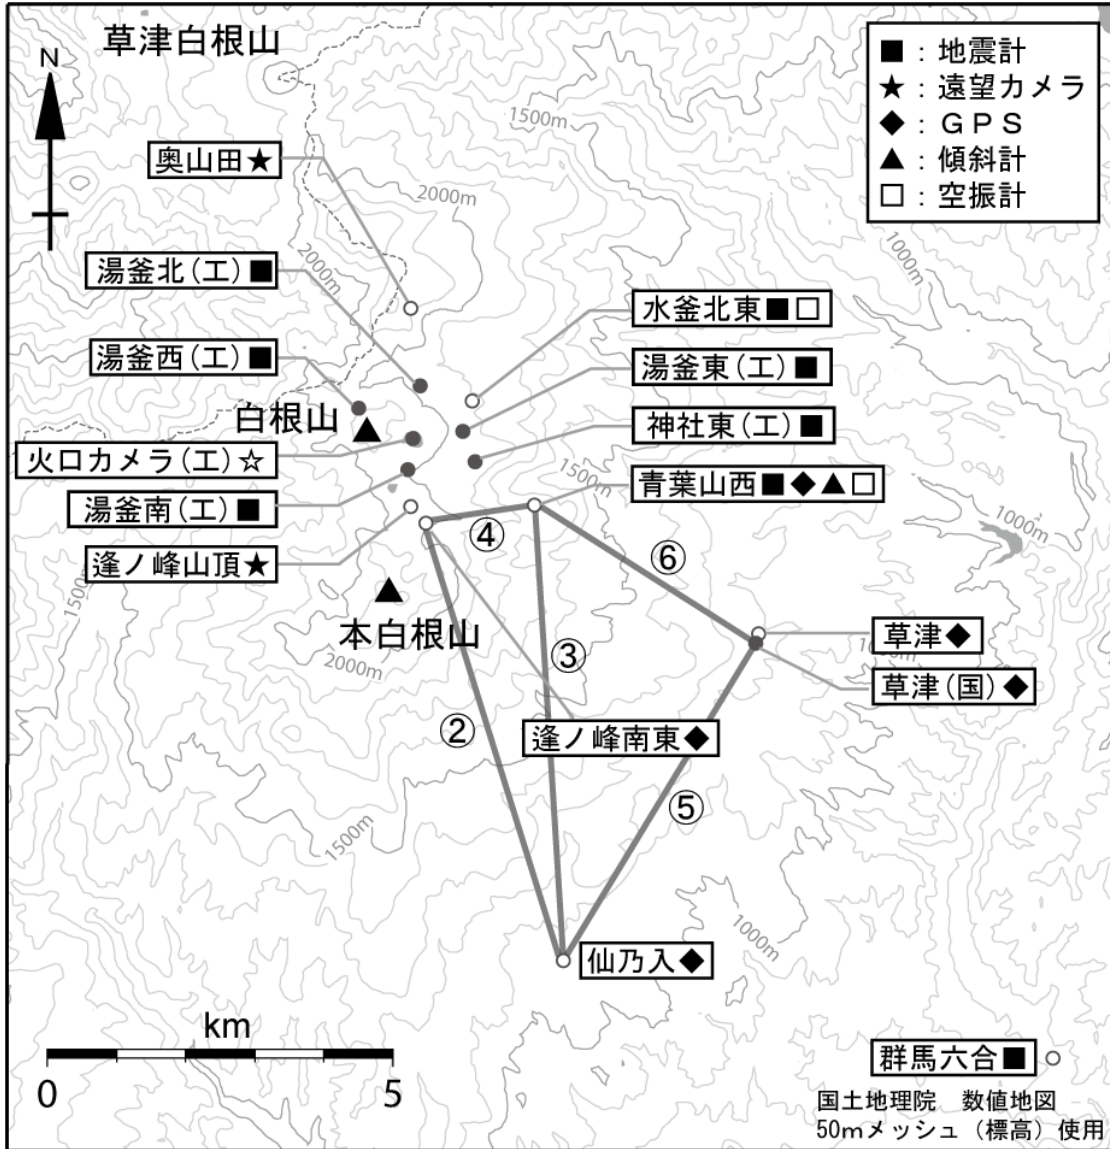 草津白根山
N
■：地震計
★：遠望カメラ
◆：ＧＰＳ
▲：傾斜計
□：空振計
1500m
奥山田★
2000m
1000m
2000m
湯釜北(工)■
水釜北東■□
湯釜西(工)■
湯釜東(工)■
白根山
神社東(工)■
火口カメラ(工)☆
1500m
青葉山西■◆▲□
湯釜南(工)■
1000m
④
逢ノ峰山頂★
⑥
1500m
本白根山
草津◆
2000m
③
草津(国)◆
②
逢ノ峰南東◆
⑤
1500m
1000m
仙乃入◆
km
0 5
群馬六合■
国土地理院　数値地図
50mメッシュ（標高）使用